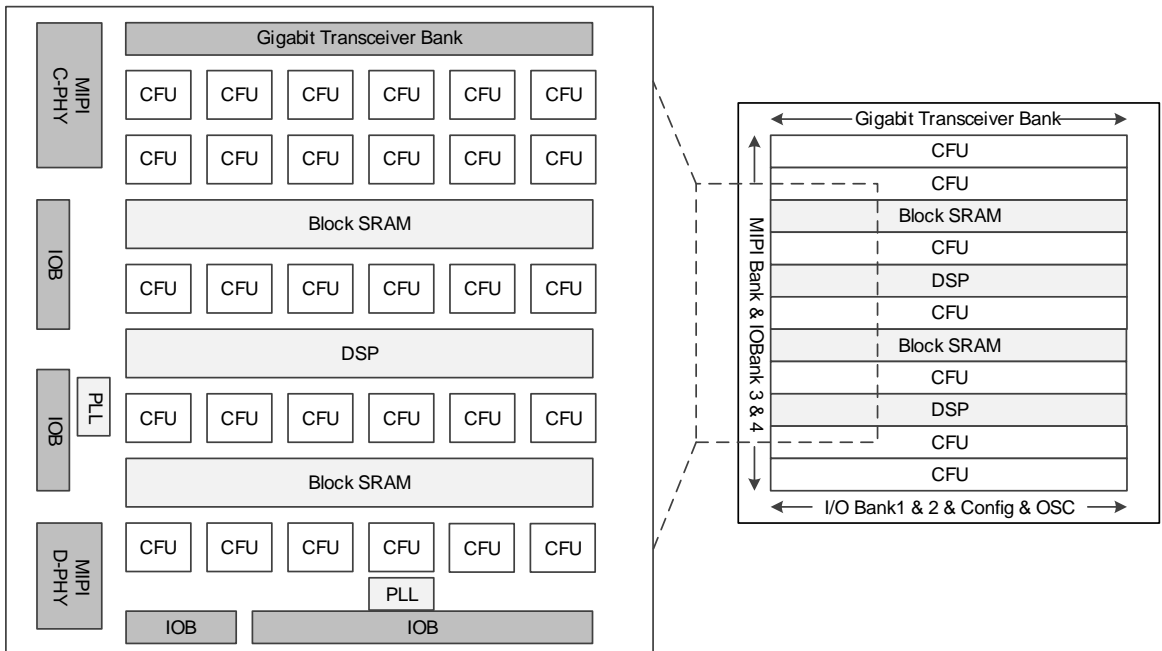 Gigabit Transceiver Bank
MIPI
C-PHY
CFU CFU CFU CFU CFU CFU
CFU CFU CFU CFU CFU CFU
Block SRAM
IOB
CFU CFU CFU CFU CFU CFU
DSP
IOB
PLL
CFU CFU CFU CFU CFU CFU
Block SRAM
MIPI
D-PHY
CFU CFU CFU CFU CFU CFU
PLL
IOB
IOB
Gigabit Transceiver Bank
MIPI Bank & IOBank 3 & 4
CFU
CFU
Block SRAM
CFU
DSP
CFU
Block SRAM
CFU
DSP
CFU
CFU
I/O Bank1 & 2 & Config & OSC